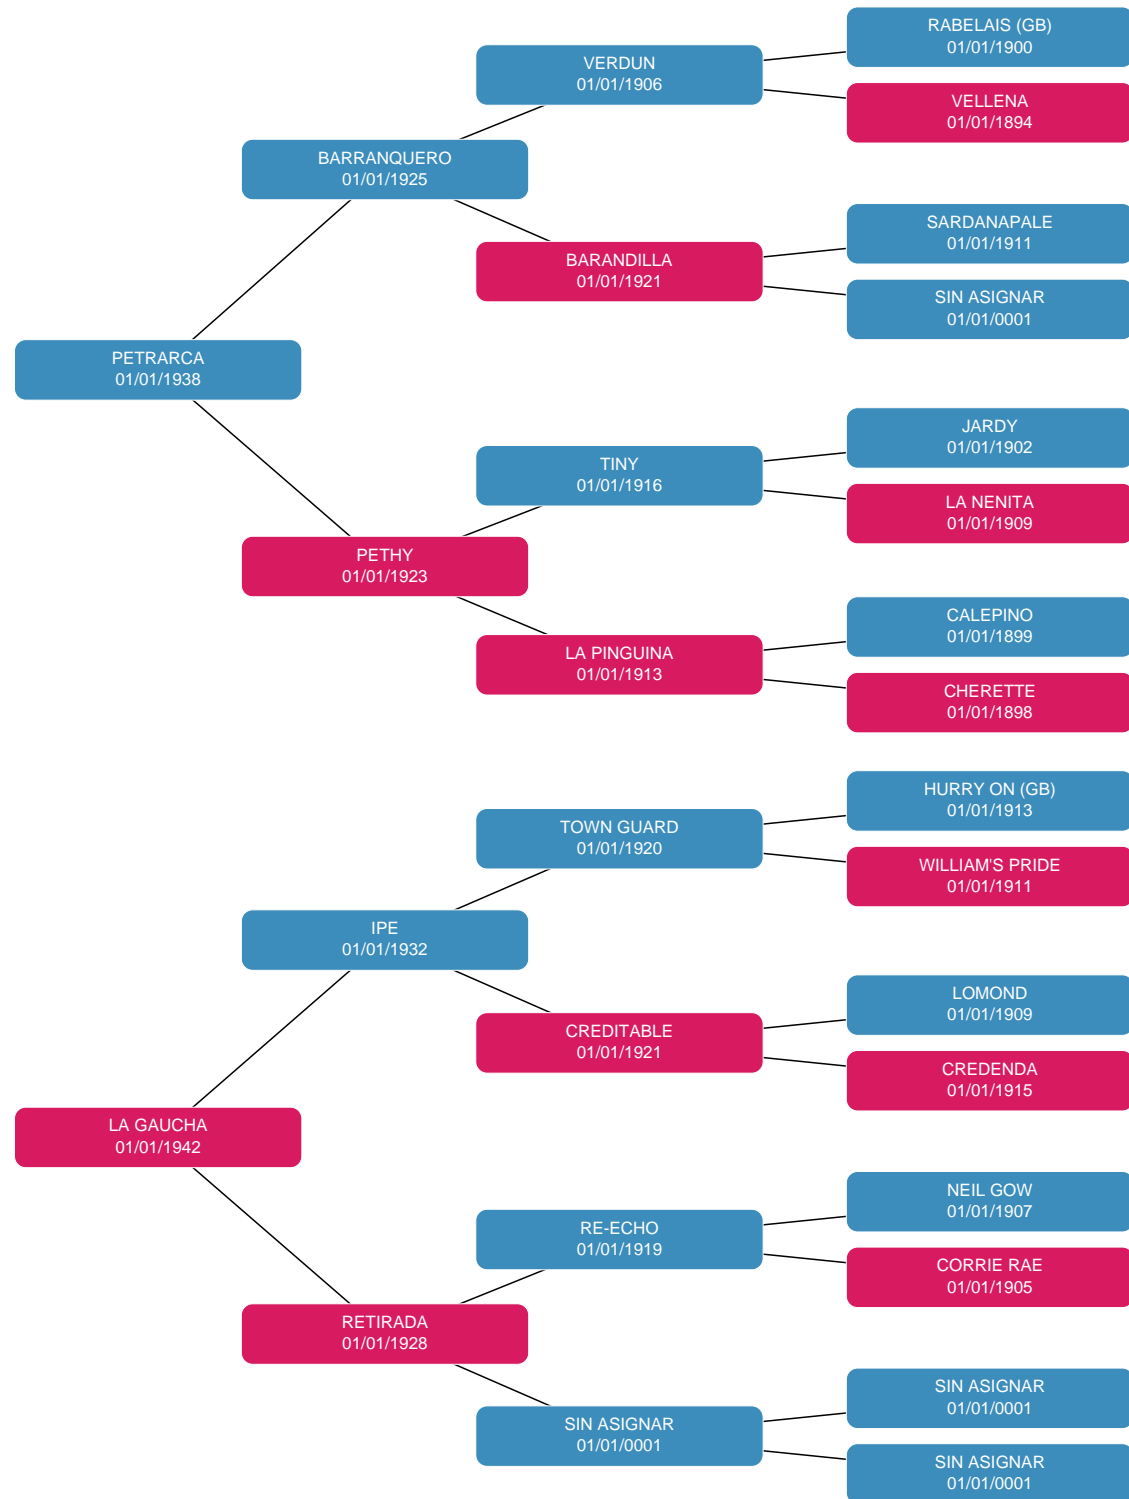 RABELAIS (GB)
01/01/1900
VERDUN
01/01/1906
VELLENA
01/01/1894
BARRANQUERO
01/01/1925
SARDANAPALE
01/01/1911
BARANDILLA
01/01/1921
SIN ASIGNAR
01/01/0001
PETRARCA
01/01/1938
JARDY
01/01/1902
TINY
01/01/1916
LA NENITA
01/01/1909
PETHY
01/01/1923
CALEPINO
01/01/1899
LA PINGUINA
01/01/1913
CHERETTE
01/01/1898
HURRY ON (GB)
01/01/1913
TOWN GUARD
01/01/1920
WILLIAM'S PRIDE
01/01/1911
IPE
01/01/1932
LOMOND
01/01/1909
CREDITABLE
01/01/1921
CREDENDA
01/01/1915
LA GAUCHA
01/01/1942
NEIL GOW
01/01/1907
RE-ECHO
01/01/1919
CORRIE RAE
01/01/1905
RETIRADA
01/01/1928
SIN ASIGNAR
01/01/0001
SIN ASIGNAR
01/01/0001
SIN ASIGNAR
01/01/0001